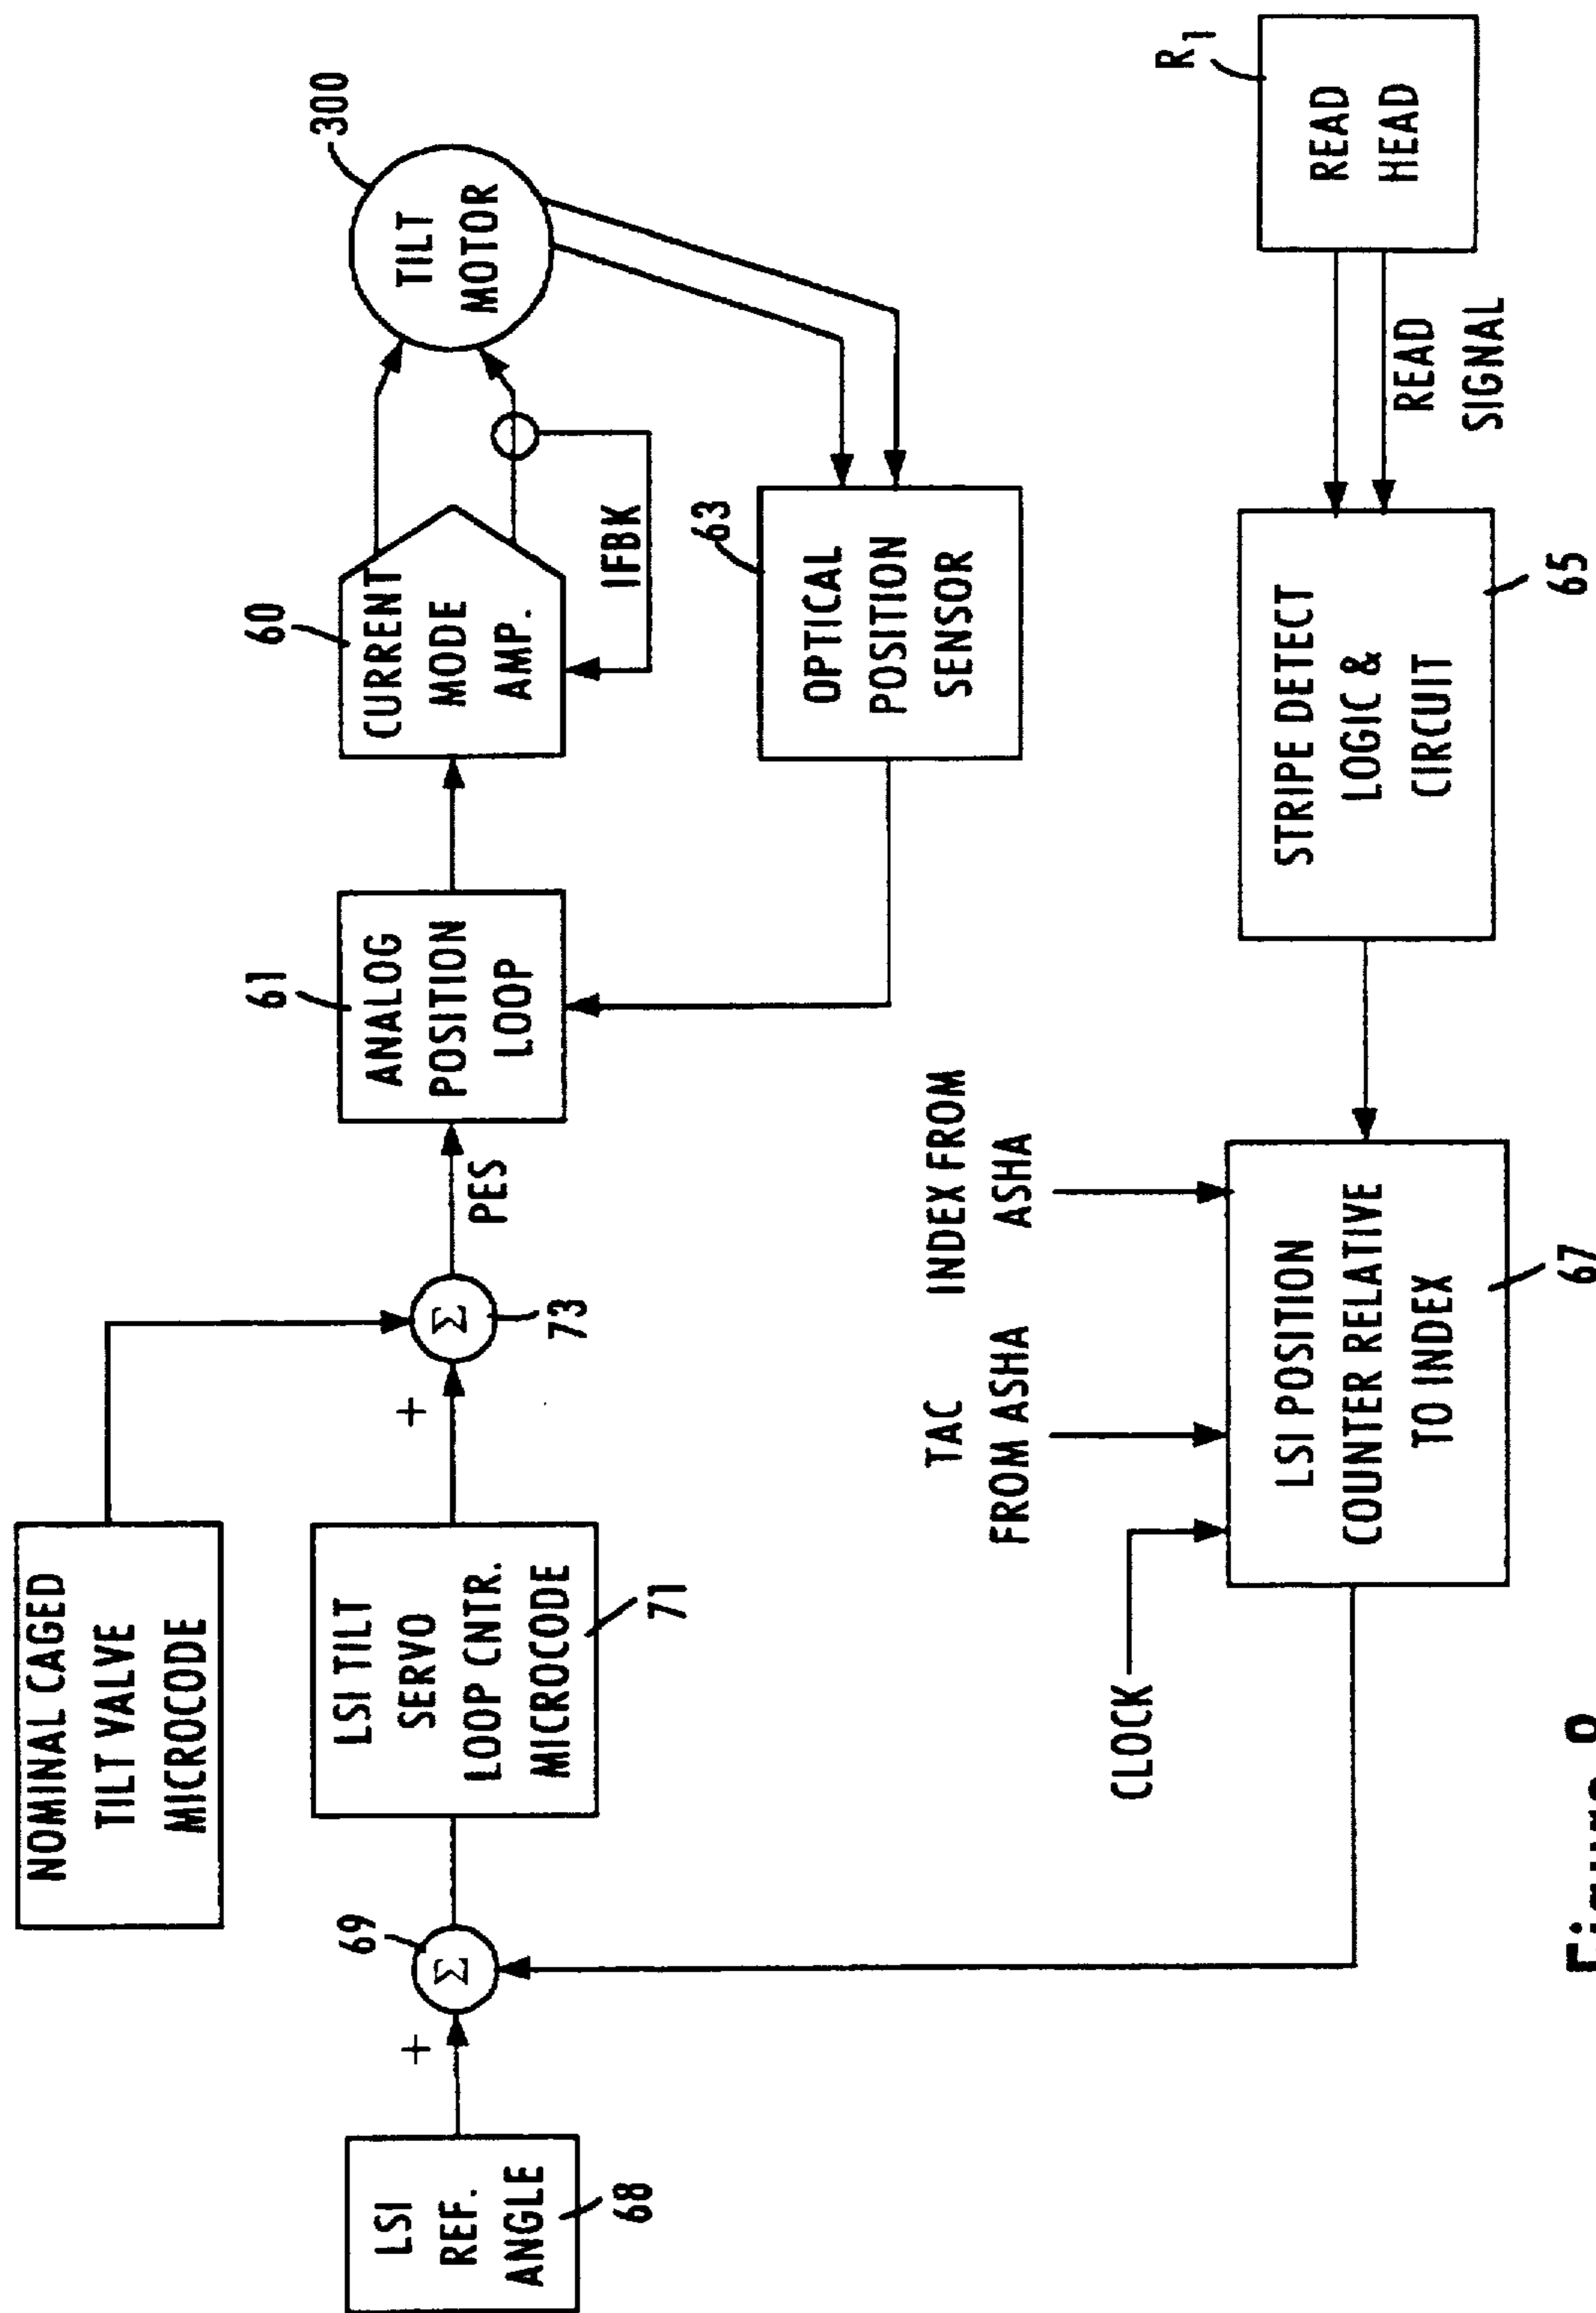 NOMINAL CAGED
TILT VALVE
MICROCODE
LSI
REF.
ANGLE
68
+
69
Σ
LSI TILT
SERVO
LOOP CNTR.
MICROCODE
71
+
Σ
73
PES
61
ANALOG
POSITION
LOOP
60
CURRENT
MODE
AMP.
IFBK
300
TILT
MOTOR
63
OPTICAL
POSITION
SENSOR
CLOCK
TAC
FROM ASHA
INDEX FROM
ASHA
LSI POSITION
COUNTER RELATIVE
TO INDEX
67
STRIPE DETECT
LOGIC &
CIRCUIT
65
READ
SIGNAL
R1
READ
HEAD
Figure 8